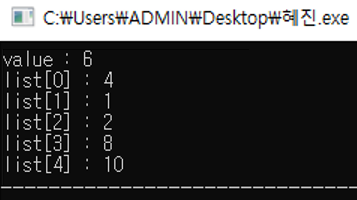 C:₩Users₩ADMIN₩Desktop₩혜진.exe
value : 6
list[0] : 4
list[1] : 1
list[2] : 2
list[3] : 8
list[4] : 10